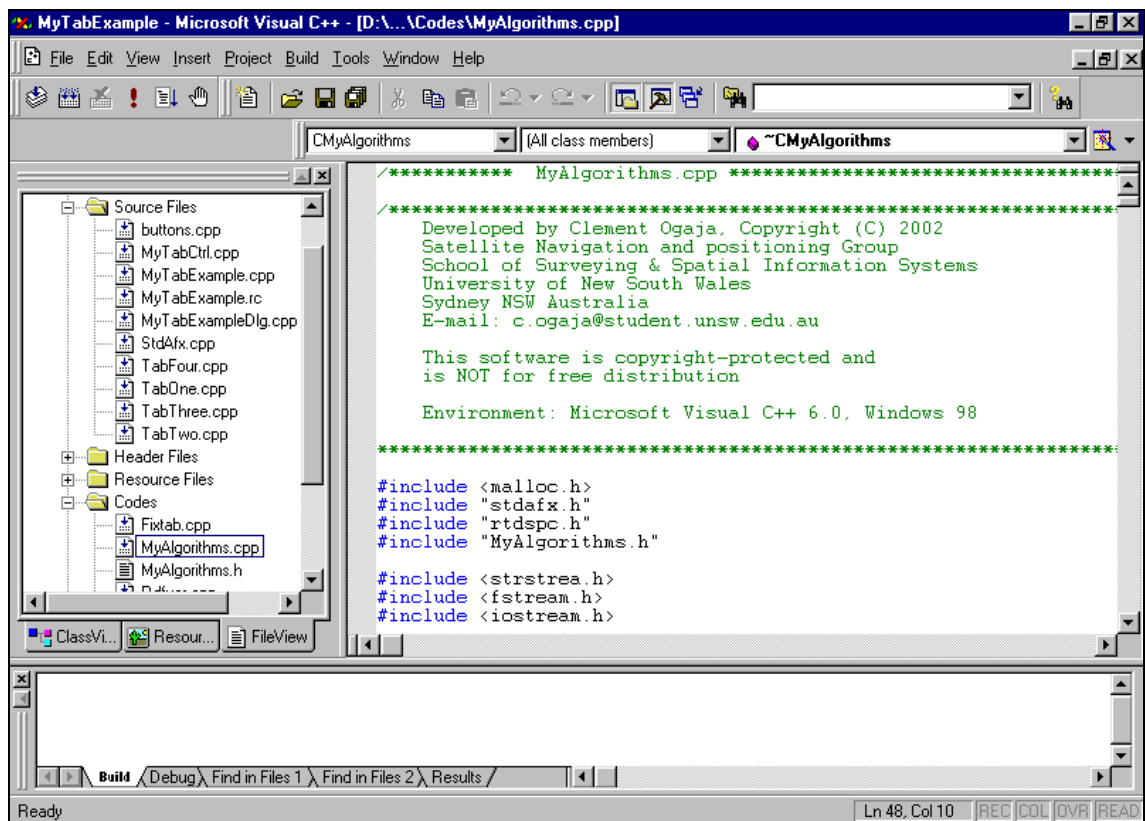 MyTabExample - Microsoft Visual C++ - [D:\...\Codes\MyAlgorithms.cpp]
File Edit View Insert Project Build Tools Window Help
CMyAlgorithms (All class members) ~CMyAlgorithms
Source Files
buttons.cpp
MyTabCtrl.cpp
MyTabExample.cpp
MyTabExample.rc
MyTabExampleDlg.cpp
StdAfx.cpp
TabFour.cpp
TabOne.cpp
TabThree.cpp
TabTwo.cpp
Header Files
Resource Files
Codes
Fixtab.cpp
MyAlgorithms.cpp
MyAlgorithms.h
ClassVi... Resour... FileView
/*********** MyAlgorithms.cpp **********************************
/***************************************************************
Developed by Clement Ogaja, Copyright (C) 2002
Satellite Navigation and positioning Group
School of Surveying & Spatial Information Systems
University of New South Wales
Sydney NSW Australia
E-mail: c.ogaja@student.unsw.edu.au
This software is copyright-protected and
is NOT for free distribution
Environment: Microsoft Visual C++ 6.0, Windows 98
****************************************************************
#include <malloc.h>
#include "stdafx.h"
#include "rtdspc.h"
#include "MyAlgorithms.h"
#include <strstrea.h>
#include <fstream.h>
#include <iostream.h>
Build Debug Find in Files 1 Find in Files 2 Results
Ready Ln 48, Col 10 REC COL OVR READ